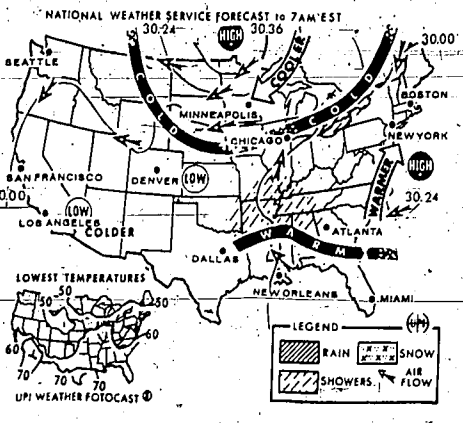 NATIONAL WEATHER SERVICE FORECAST to 7AM EST
30.24
30.36
30.00
HIGH
SEATTLE
COLD
COOLER
COLD
MINNEAPOLIS
BOSTON
CHICAGO
NEW YORK
SAN FRANCISCO
DENVER
LOW
HIGH
WARMER
30.24
LOW
LOS ANGELES
COLDER
ATLANTA
WARM
DALLAS
LOWEST TEMPERATURES
50
50
50
NEW ORLEANS
MIAMI
60
60
70
70
70
UPI WEATHER FOTOCAST
LEGEND
UPI
RAIN
SNOW
SHOWERS
AIR FLOW